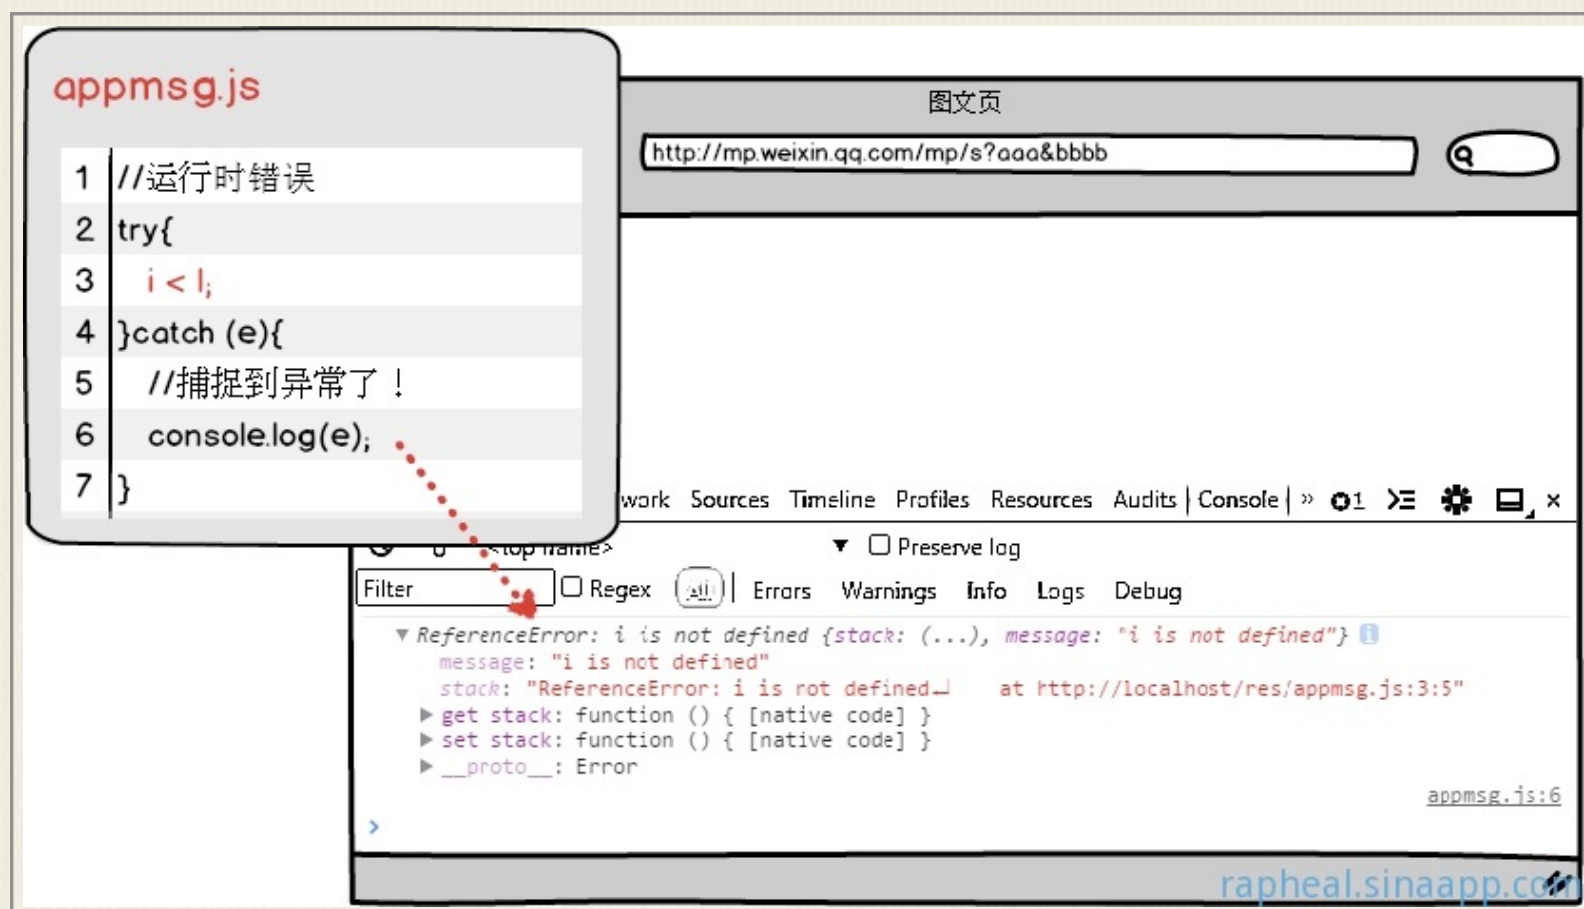 appmsg.js
1 //运行时错误
2 try{
3 i < l;
4 }catch (e){
5 //捕捉到异常了！
6 console.log(e);
7 }
图文页
http://mp.weixin.qq.com/mp/s?aaa&bbbb
work Sources Timeline Profiles Resources Audits Console » 1 ×
<top frame> ▼ Preserve log
Filter Regex All Errors Warnings Info Logs Debug
▼ ReferenceError: i is not defined {stack: (...), message: "i is not defined"}
message: "i is not defined"
stack: "ReferenceError: i is not defined↵ at http://localhost/res/appmsg.js:3:5"
▶ get stack: function () { [native code] }
▶ set stack: function () { [native code] }
▶ __proto__: Error
appmsg.js:6
>
rapheal.sinaapp.com